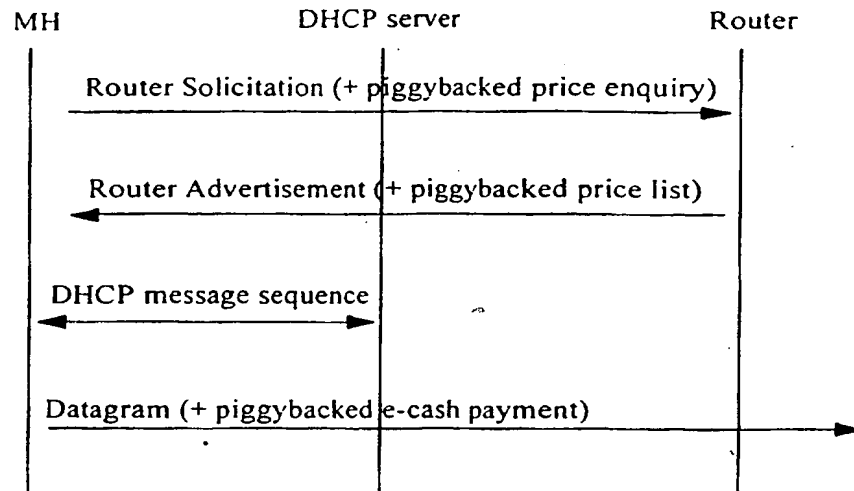 MH DHCP server Router
Router Solicitation (+ piggybacked price enquiry)
Router Advertisement (+ piggybacked price list)
DHCP message sequence
Datagram (+ piggybacked e-cash payment)